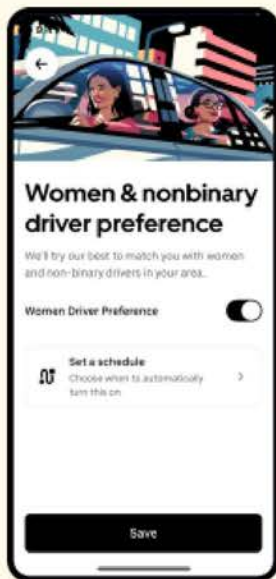 Women & nonbinary
driver preference
We'll try our best to match you with women
and non-binary drivers in your area.
Women Driver Preference
Set a schedule
Choose when to automatically
turn this on
Save